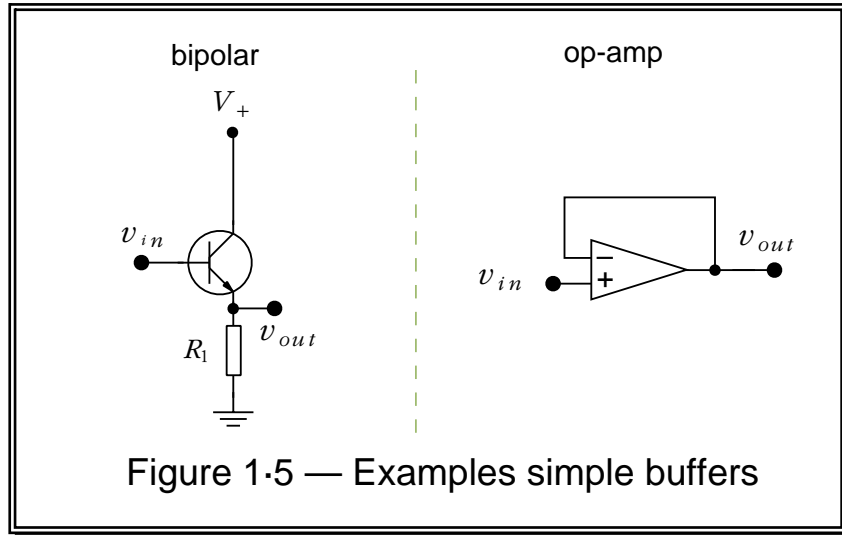 bipolar
op-amp
V+
vin
vout
R1
vin
−
+
vout
Figure 1·5 — Examples simple buffers